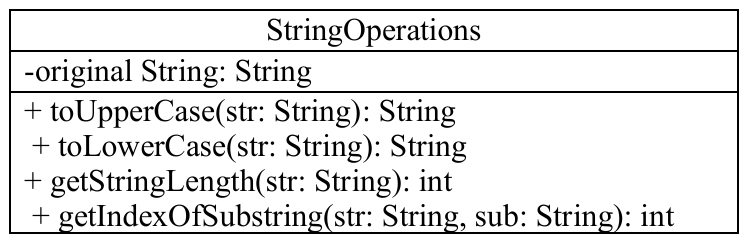 StringOperations
-original String: String
+ toUpperCase(str: String): String
+ toLowerCase(str: String): String
+ getStringLength(str: String): int
+ getIndexOfSubstring(str: String, sub: String): int